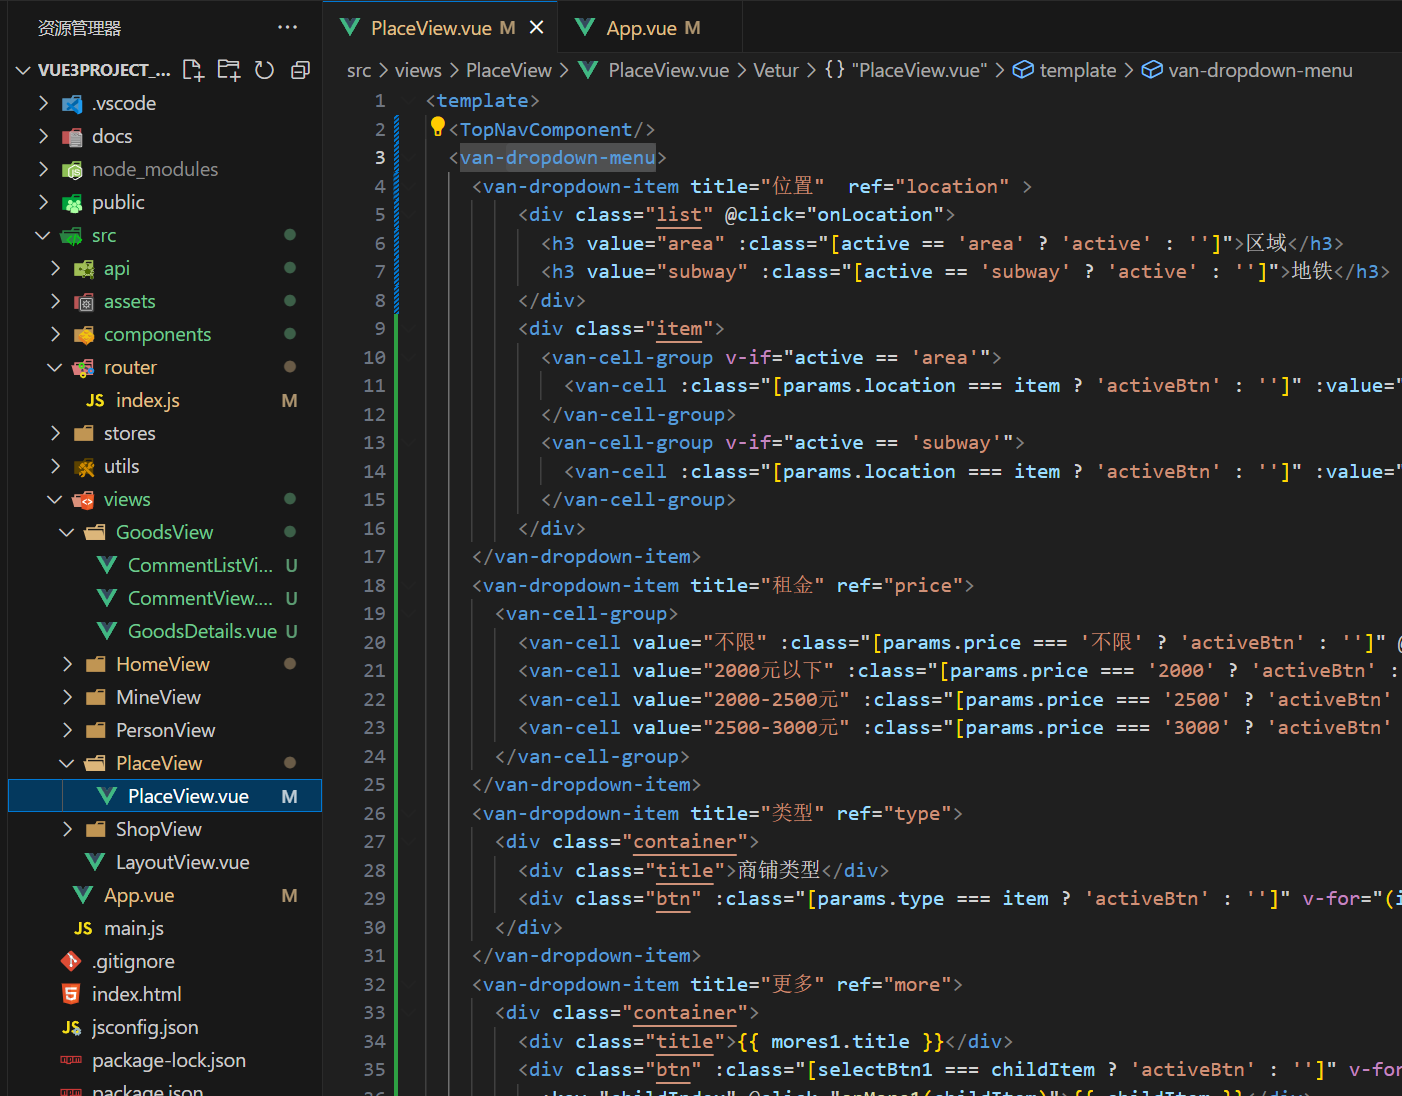 资源管理器 ···
VUE3PROJECT_...
.vscode
docs
node_modules
public
src
api
assets
components
router
JS index.js M
stores
utils
views
GoodsView
CommentListVi... U
CommentView.... U
GoodsDetails.vue U
HomeView
MineView
PersonView
PlaceView
PlaceView.vue M
ShopView
LayoutView.vue
App.vue M
JS main.js
.gitignore
index.html
jsconfig.json
package-lock.json
package.json
PlaceView.vue M × App.vue M
src > views > PlaceView > PlaceView.vue > Vetur > {} "PlaceView.vue" > template > van-dropdown-menu
1 <template>
2 <TopNavComponent/>
3 <van-dropdown-menu>
4 <van-dropdown-item title="位置"  ref="location" >
5 <div class="list" @click="onLocation">
6 <h3 value="area" :class="[active == 'area' ? 'active' : '']">区域</h3>
7 <h3 value="subway" :class="[active == 'subway' ? 'active' : '']">地铁</h3>
8 </div>
9 <div class="item">
10 <van-cell-group v-if="active == 'area'">
11 <van-cell :class="[params.location === item ? 'activeBtn' : '']" :value="
12 </van-cell-group>
13 <van-cell-group v-if="active == 'subway'">
14 <van-cell :class="[params.location === item ? 'activeBtn' : '']" :value="
15 </van-cell-group>
16 </div>
17 </van-dropdown-item>
18 <van-dropdown-item title="租金" ref="price">
19 <van-cell-group>
20 <van-cell value="不限" :class="[params.price === '不限' ? 'activeBtn' : '']" @
21 <van-cell value="2000元以下" :class="[params.price === '2000' ? 'activeBtn' :
22 <van-cell value="2000-2500元" :class="[params.price === '2500' ? 'activeBtn'
23 <van-cell value="2500-3000元" :class="[params.price === '3000' ? 'activeBtn'
24 </van-cell-group>
25 </van-dropdown-item>
26 <van-dropdown-item title="类型" ref="type">
27 <div class="container">
28 <div class="title">商铺类型</div>
29 <div class="btn" :class="[params.type === item ? 'activeBtn' : '']" v-for="(i
30 </div>
31 </van-dropdown-item>
32 <van-dropdown-item title="更多" ref="more">
33 <div class="container">
34 <div class="title">{{ mores1.title }}</div>
35 <div class="btn" :class="[selectBtn1 === childItem ? 'activeBtn' : '']" v-for
36 :key="childIndex" @click="onMore1(childItem)">{{ childItem }}</div>